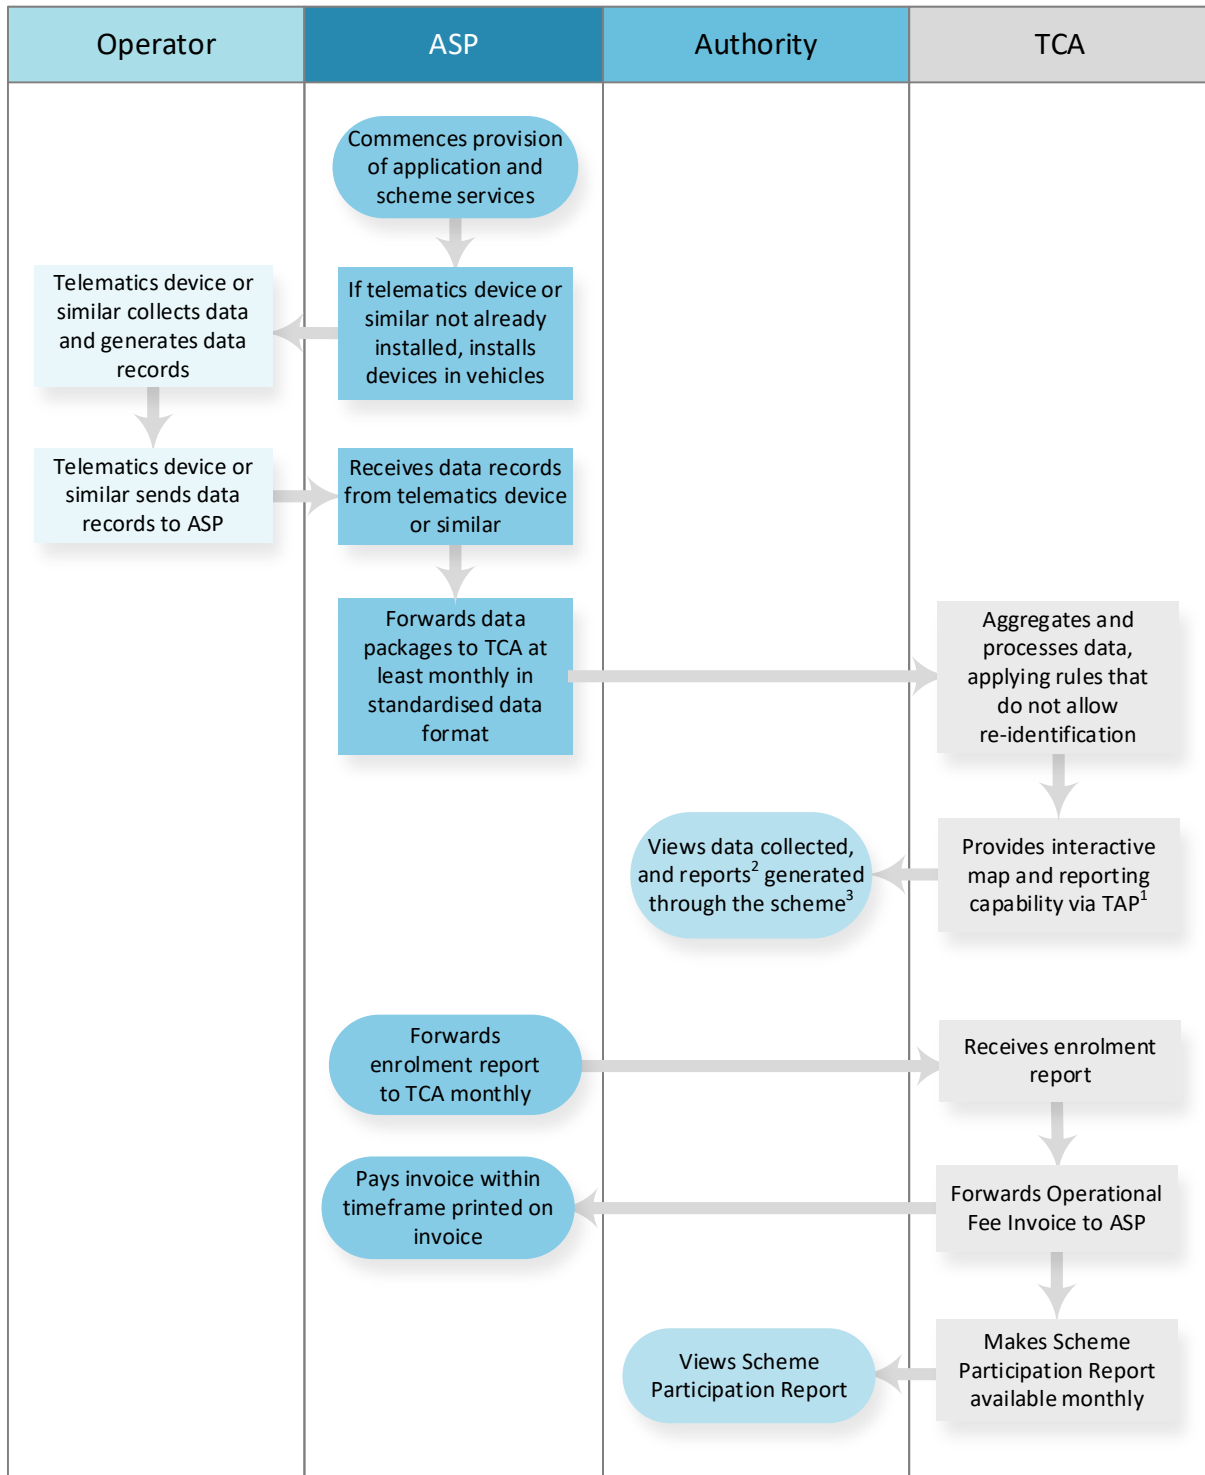 Operator
ASP
Authority
TCA
Commences provision
of application and
scheme services
Telematics device or
similar collects data
and generates data
records
If telematics device or
similar not already
installed, installs
devices in vehicles
Telematics device or
similar sends data
records to ASP
Receives data records
from telematics device
or similar
Forwards data
packages to TCA at
least monthly in
standardised data
format
Aggregates and
processes data,
applying rules that
do not allow
re-identification
Views data collected,
and reports² generated
through the scheme³
Provides interactive
map and reporting
capability via TAP¹
Forwards
enrolment report
to TCA monthly
Receives enrolment
report
Pays invoice within
timeframe printed on
invoice
Forwards Operational
Fee Invoice to ASP
Views Scheme
Participation Report
Makes Scheme
Participation Report
available monthly